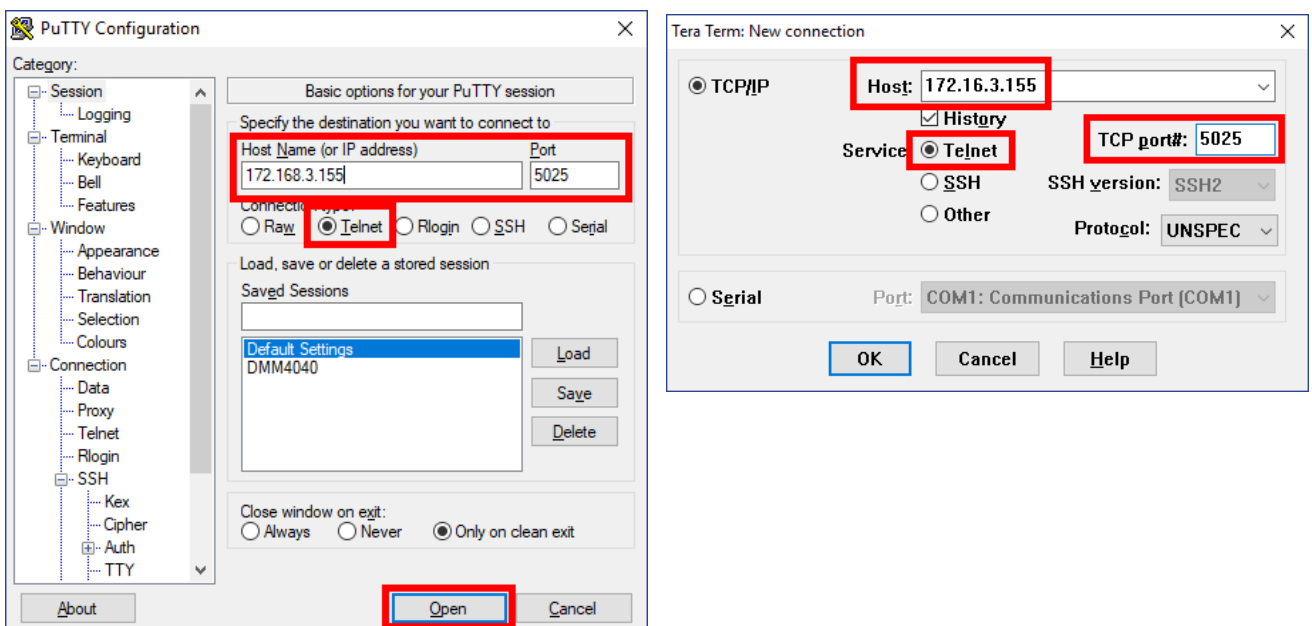 PuTTY Configuration
Category:
Session
Logging
Terminal
Keyboard
Bell
Features
Window
Appearance
Behaviour
Translation
Selection
Colours
Connection
Data
Proxy
Telnet
Rlogin
SSH
Kex
Cipher
Auth
TTY
Basic options for your PuTTY session
Specify the destination you want to connect to
Host Name (or IP address) Port
172.168.3.155 5025
Connection type:
Raw Telnet Rlogin SSH Serial
Load, save or delete a stored session
Saved Sessions
Default Settings
DMM4040
Load
Save
Delete
Close window on exit:
Always Never Only on clean exit
About Open Cancel
Tera Term: New connection
TCP/IP Host: 172.16.3.155
History
Service Telnet TCP port#: 5025
SSH SSH version: SSH2
Other Protocol: UNSPEC
Serial Port: COM1: Communications Port (COM1)
OK Cancel Help